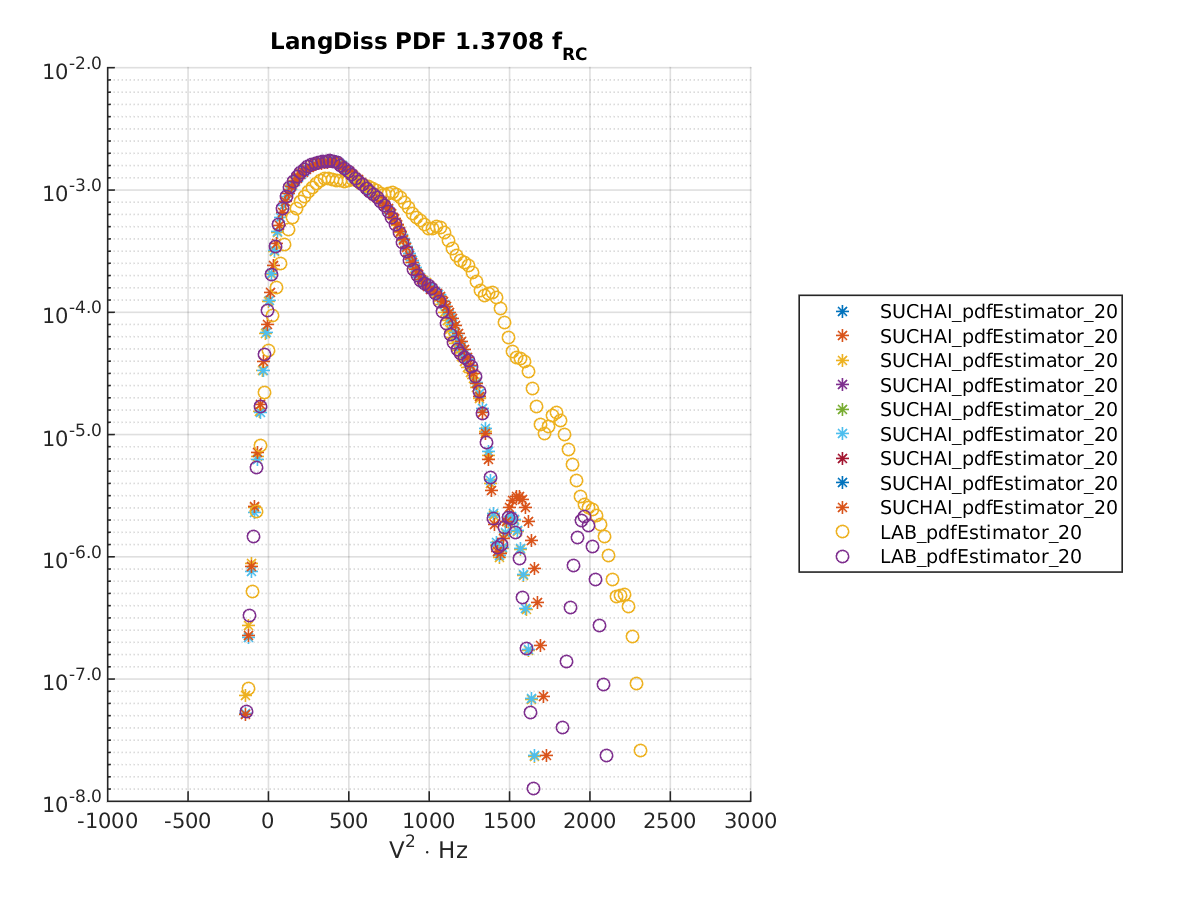 LangDiss PDF 1.3708 f_RC
10^-2.0
10^-3.0
10^-4.0
10^-5.0
10^-6.0
10^-7.0
10^-8.0
-1000 -500 0 500 1000 1500 2000 2500 3000
V^2 · Hz
SUCHAI_pdfEstimator_20
SUCHAI_pdfEstimator_20
SUCHAI_pdfEstimator_20
SUCHAI_pdfEstimator_20
SUCHAI_pdfEstimator_20
SUCHAI_pdfEstimator_20
SUCHAI_pdfEstimator_20
SUCHAI_pdfEstimator_20
SUCHAI_pdfEstimator_20
LAB_pdfEstimator_20
LAB_pdfEstimator_20